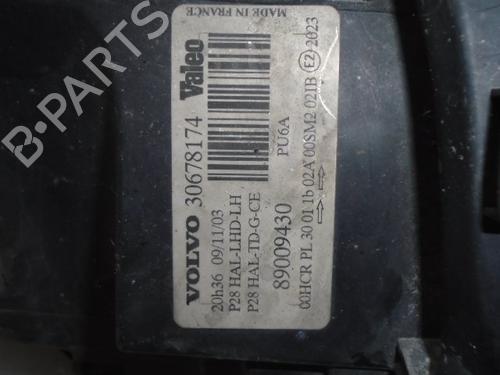 MADE IN FRANCE
VOLVO 30678174 Valeo
20h36 09/11/03
P28 HAL-LHD-LH
P28 HAL-TD-G-CE
89009430 PU6A
00HCR PL 30 01 1b 02A 00SM2 02IB E2 2023
B-PARTS